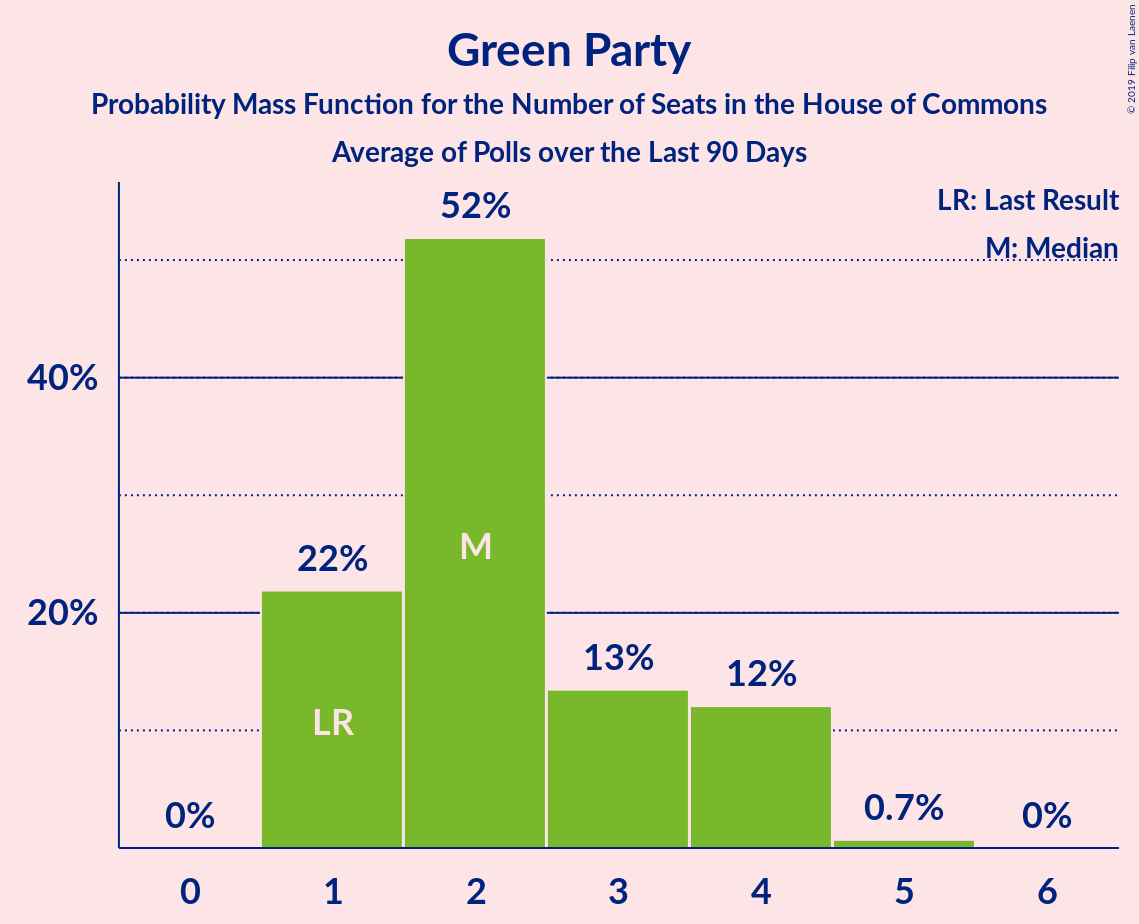 Green Party
Probability Mass Function for the Number of Seats in the House of Commons
Average of Polls over the Last 90 Days
© 2019 Filip van Laenen
LR: Last Result
M: Median
52%
40%
M
22%
20%
13%
12%
LR
0%
0.7%
0%
0 1 2 3 4 5 6